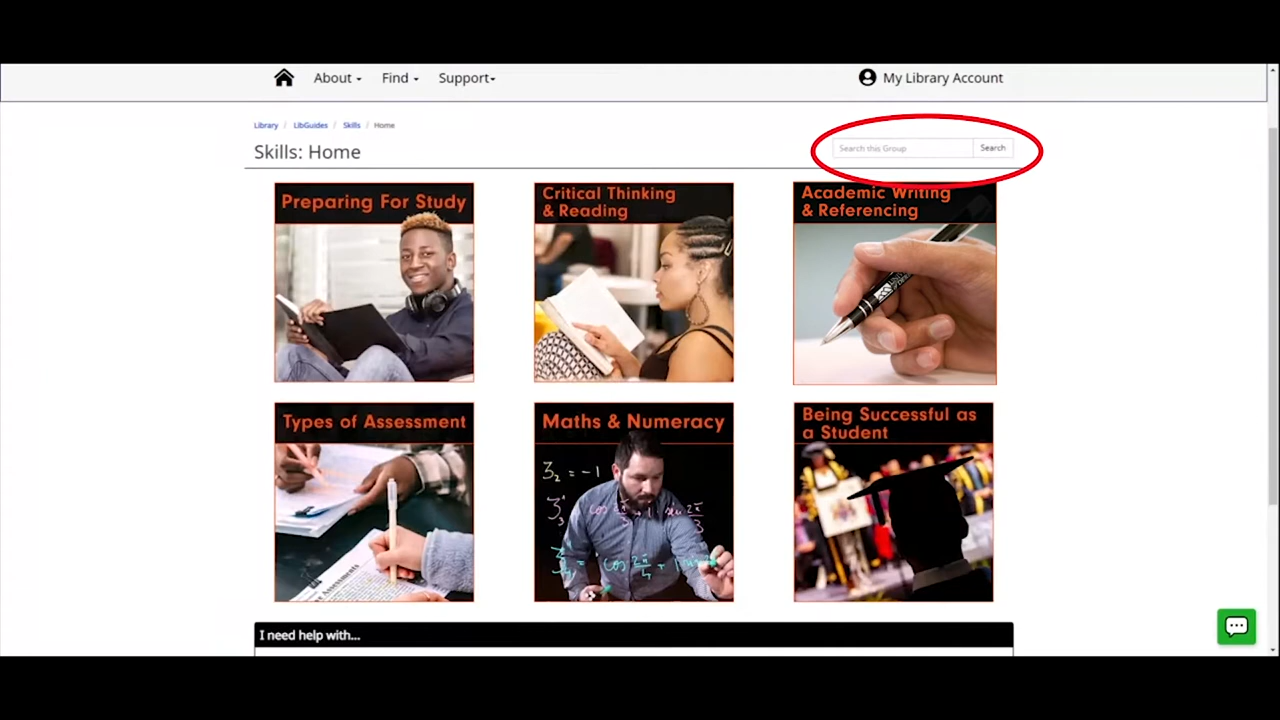 About
Find
Support
My Library Account
Library / LibGuides / Skills / Home
Skills: Home
Search this Group
Search
Preparing For Study
Critical Thinking
& Reading
Academic Writing
& Referencing
Types of Assessment
Maths & Numeracy
Being Successful as
a Student
Assessments
I need help with...